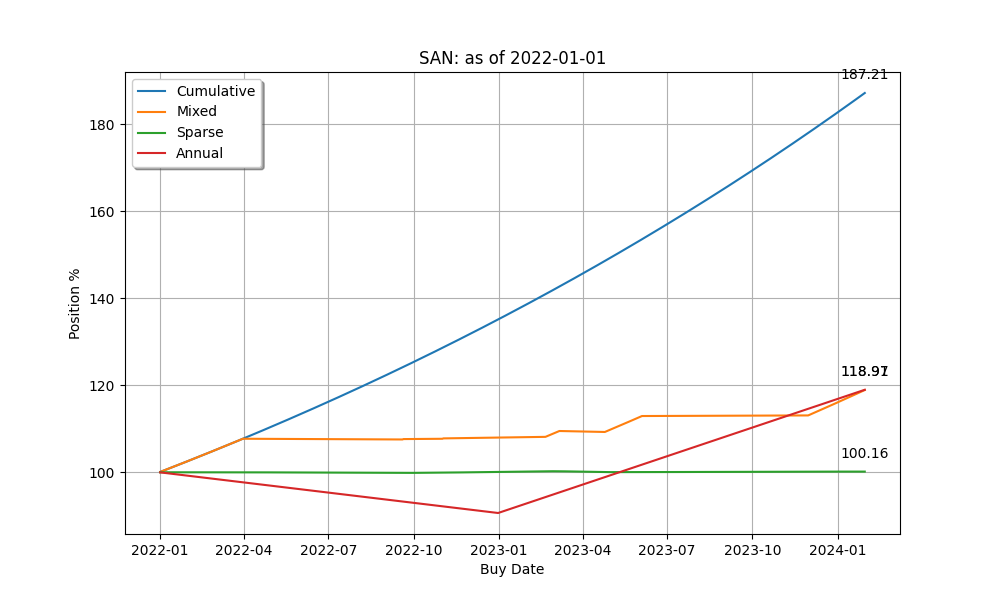 SAN: as of 2022-01-01
187.21
Cumulative
Mixed
Sparse
Annual
180
160
140
120
100
118.97
100.16
Position %
2022-01 2022-04 2022-07 2022-10 2023-01 2023-04 2023-07 2023-10 2024-01
Buy Date